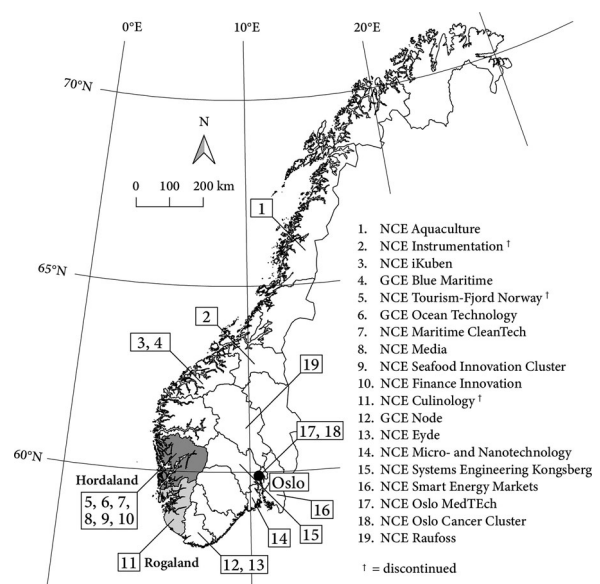 0°E
10°E
20°E
70°N
N
0 100 200 km
1
65°N
2
3, 4
19
17, 18
60°N
Hordaland
5, 6, 7,
8, 9, 10
Oslo
16
15
14
11
Rogaland
12, 13
1. NCE Aquaculture
2. NCE Instrumentation †
3. NCE iKuben
4. GCE Blue Maritime
5. NCE Tourism-Fjord Norway †
6. GCE Ocean Technology
7. NCE Maritime CleanTech
8. NCE Media
9. NCE Seafood Innovation Cluster
10. NCE Finance Innovation
11. NCE Culinology †
12. GCE Node
13. NCE Eyde
14. NCE Micro- and Nanotechnology
15. NCE Systems Engineering Kongsberg
16. NCE Smart Energy Markets
17. NCE Oslo MedTEch
18. NCE Oslo Cancer Cluster
19. NCE Raufoss
† = discontinued